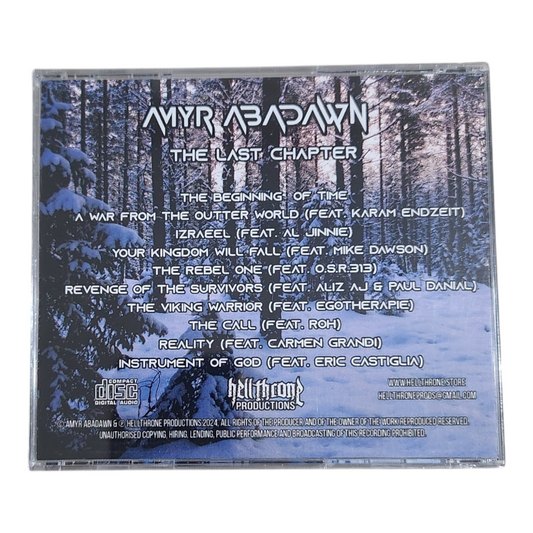 AMYR ABADAWN
THE LAST CHAPTER
THE BEGINNING OF TIME
A WAR FROM THE OUTTER WORLD (FEAT. KARAM ENDZEIT)
IZRAEEL (FEAT. AL JINNIE)
YOUR KINGDOM WILL FALL (FEAT. MIKE DAWSON)
THE REBEL ONE (FEAT. O.S.R.313)
REVENGE OF THE SURVIVORS (FEAT. ALIZ AJ & PAUL DANIAL)
THE VIKING WARRIOR (FEAT. EGOTHERAPIE)
THE CALL (FEAT. ROH)
REALITY (FEAT. CARMEN GRANDI)
INSTRUMENT OF GOD (FEAT. ERIC CASTIGLIA)
COMPACT
disc
DIGITAL AUDIO
hellthrone
PRODUCTIONS
WWW.HELLTHRONE.STORE
HELLTHRONEPRODS@GMAIL.COM
© AMYR ABADAWN & ℗ HELLTHRONE PRODUCTIONS 2024. ALL RIGHTS OF THE PRODUCER AND OF THE OWNER OF THE WORK REPRODUCED RESERVED.
UNAUTHORISED COPYING, HIRING, LENDING, PUBLIC PERFORMANCE AND BROADCASTING OF THIS RECORDING PROHIBITED.